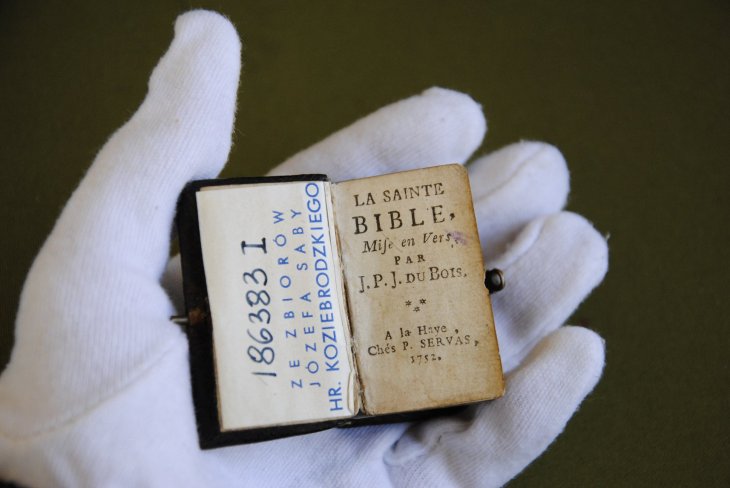 186383 I
ZE ZBIORÓW
JÓZEFA SABY
HR. KOZIEBRODZKIEGO
LA SAINTE
BIBLE,
Miſe en Vers,
PAR
J. P. J. DU BOIS.
***
A la Haye,
Chés P. SERVAS,
1752.